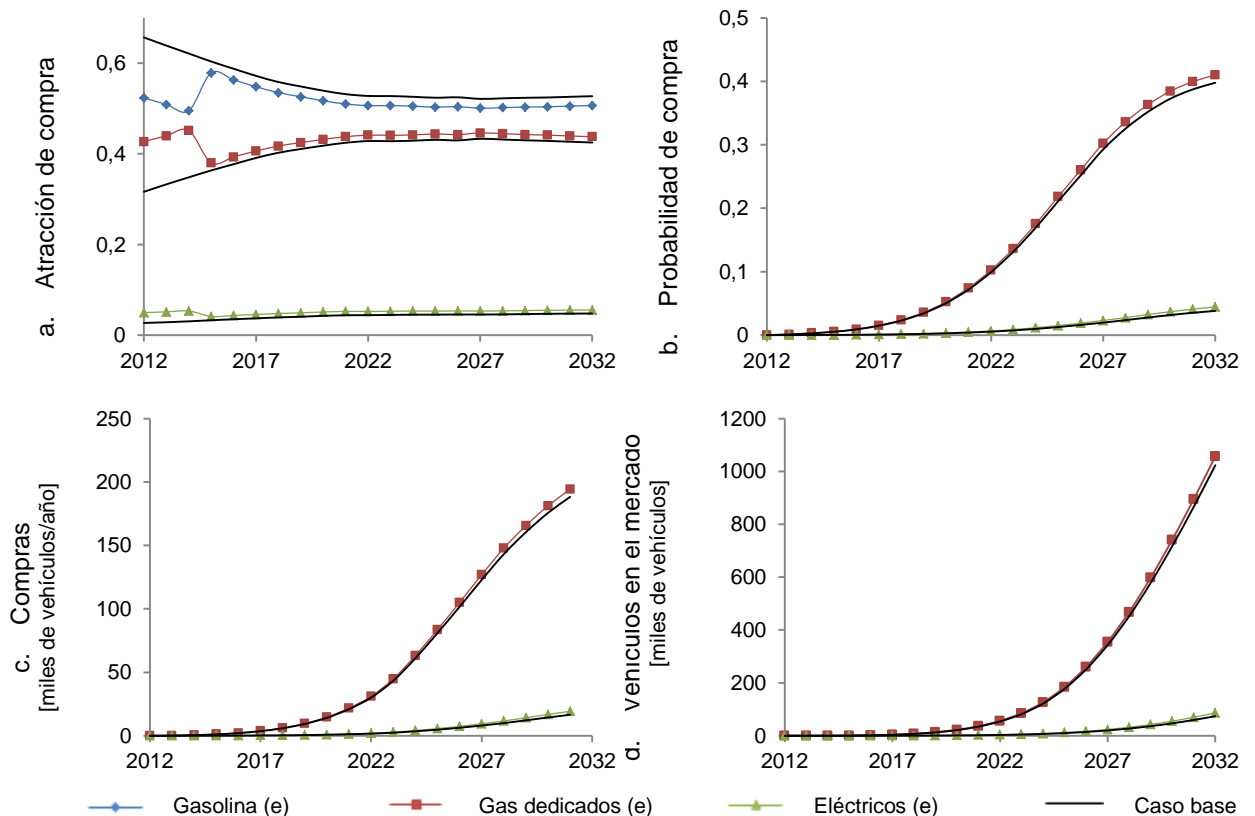 a. Atracción de compra
0,6
0,4
0,2
0
2012 2017 2022 2027 2032
b. Probabilidad de compra
0,5
0,4
0,3
0,2
0,1
0
2012 2017 2022 2027 2032
c. Compras
[miles de vehículos/año]
250
200
150
100
50
0
2012 2017 2022 2027 2032
d. Vehículos en el mercado
[miles de vehículos]
1200
1000
800
600
400
200
0
2012 2017 2022 2027 2032
Gasolina (e) Gas dedicados (e) Eléctricos (e) Caso base